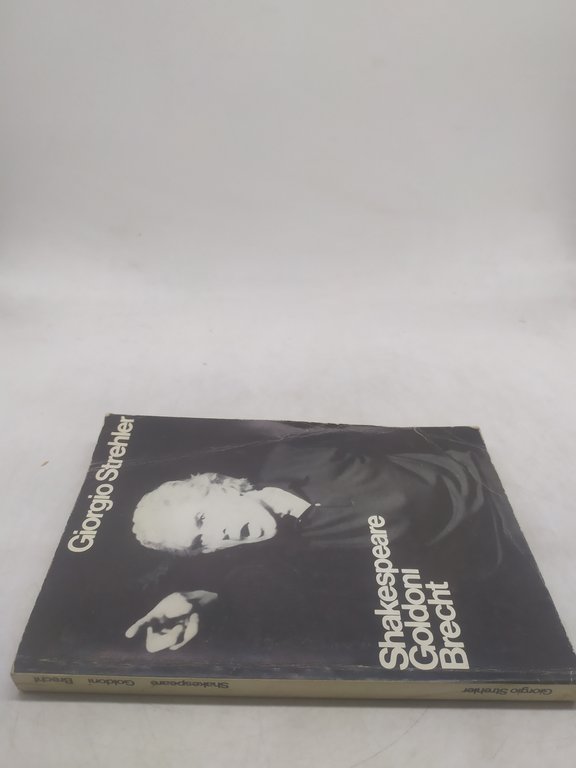 Giorgio Strehler
Shakespeare
Goldoni
Brecht
Giorgio Strehler Shakespeare Goldoni Brecht